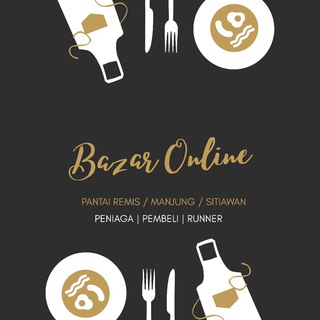 Bazar Online
PANTAI REMIS / MANJUNG / SITIAWAN
PENIAGA | PEMBELI | RUNNER